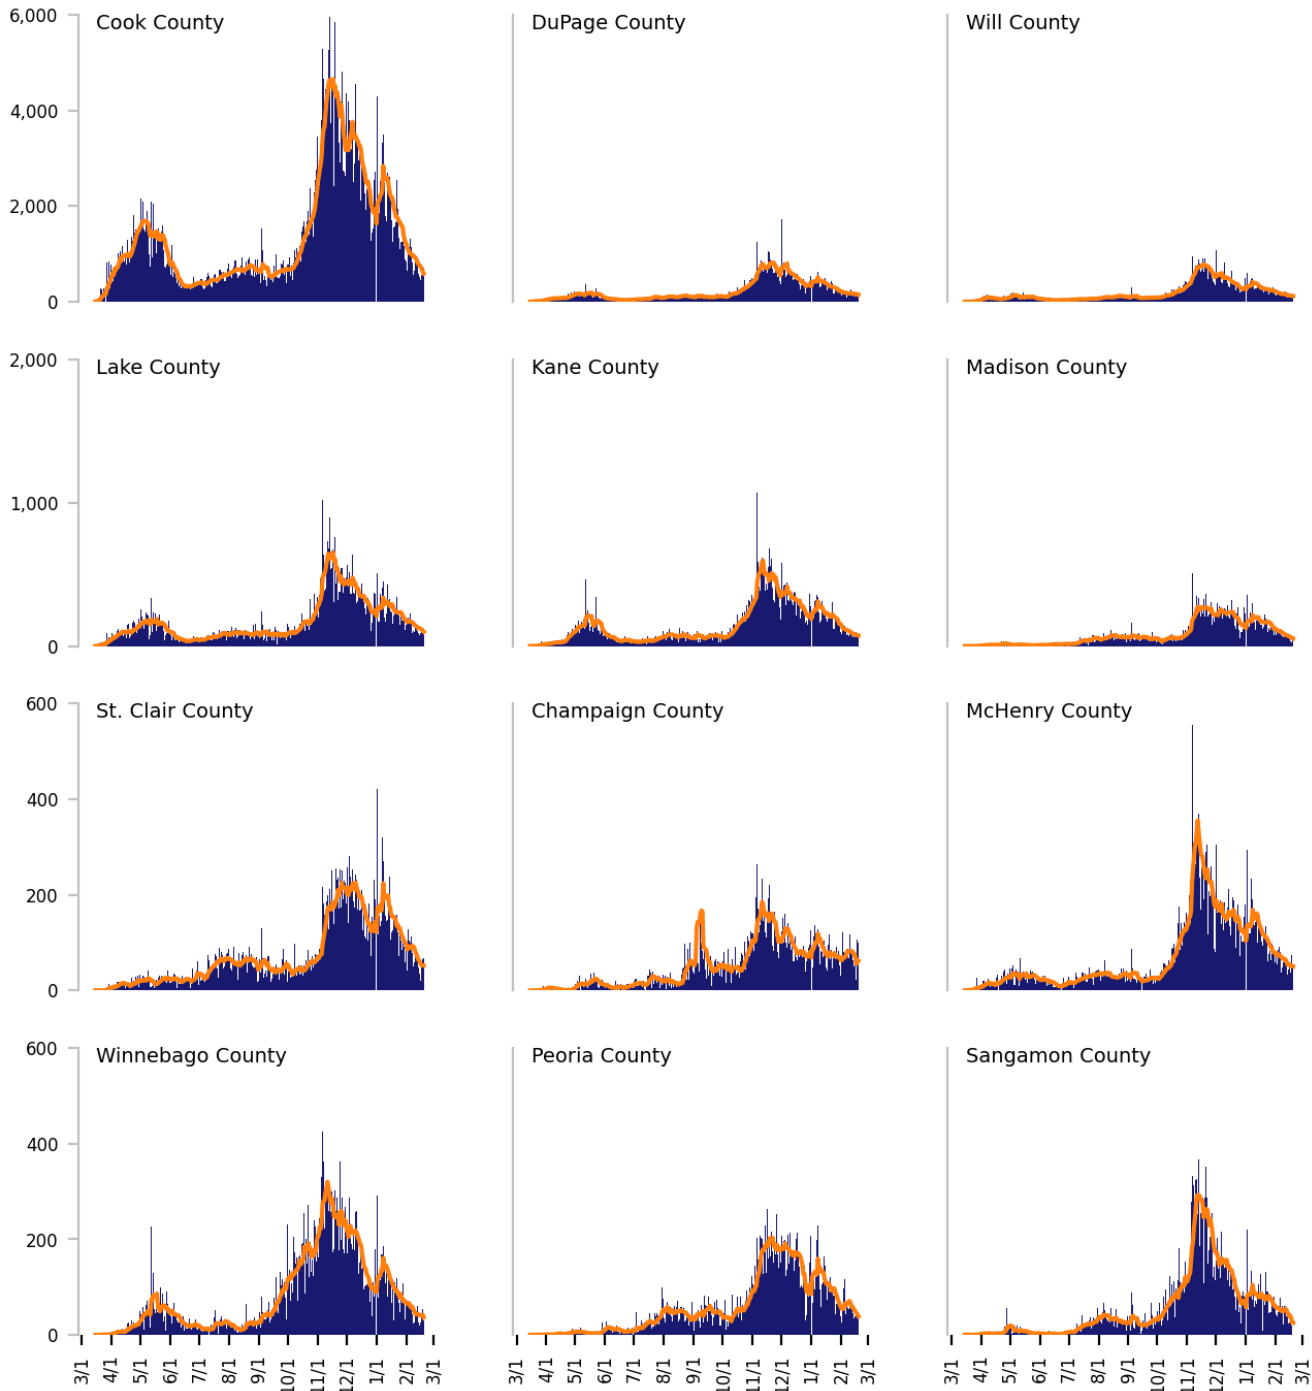 6,000 Cook County DuPage County Will County
4,000
2,000
0
2,000 Lake County Kane County Madison County
1,000
0
600 St. Clair County Champaign County McHenry County
400
200
0
600 Winnebago County Peoria County Sangamon County
400
200
0
3/1 4/1 5/1 6/1 7/1 8/1 9/1 10/1 11/1 12/1 1/1 2/1 3/1 3/1 4/1 5/1 6/1 7/1 8/1 9/1 10/1 11/1 12/1 1/1 2/1 3/1 3/1 4/1 5/1 6/1 7/1 8/1 9/1 10/1 11/1 12/1 1/1 2/1 3/1